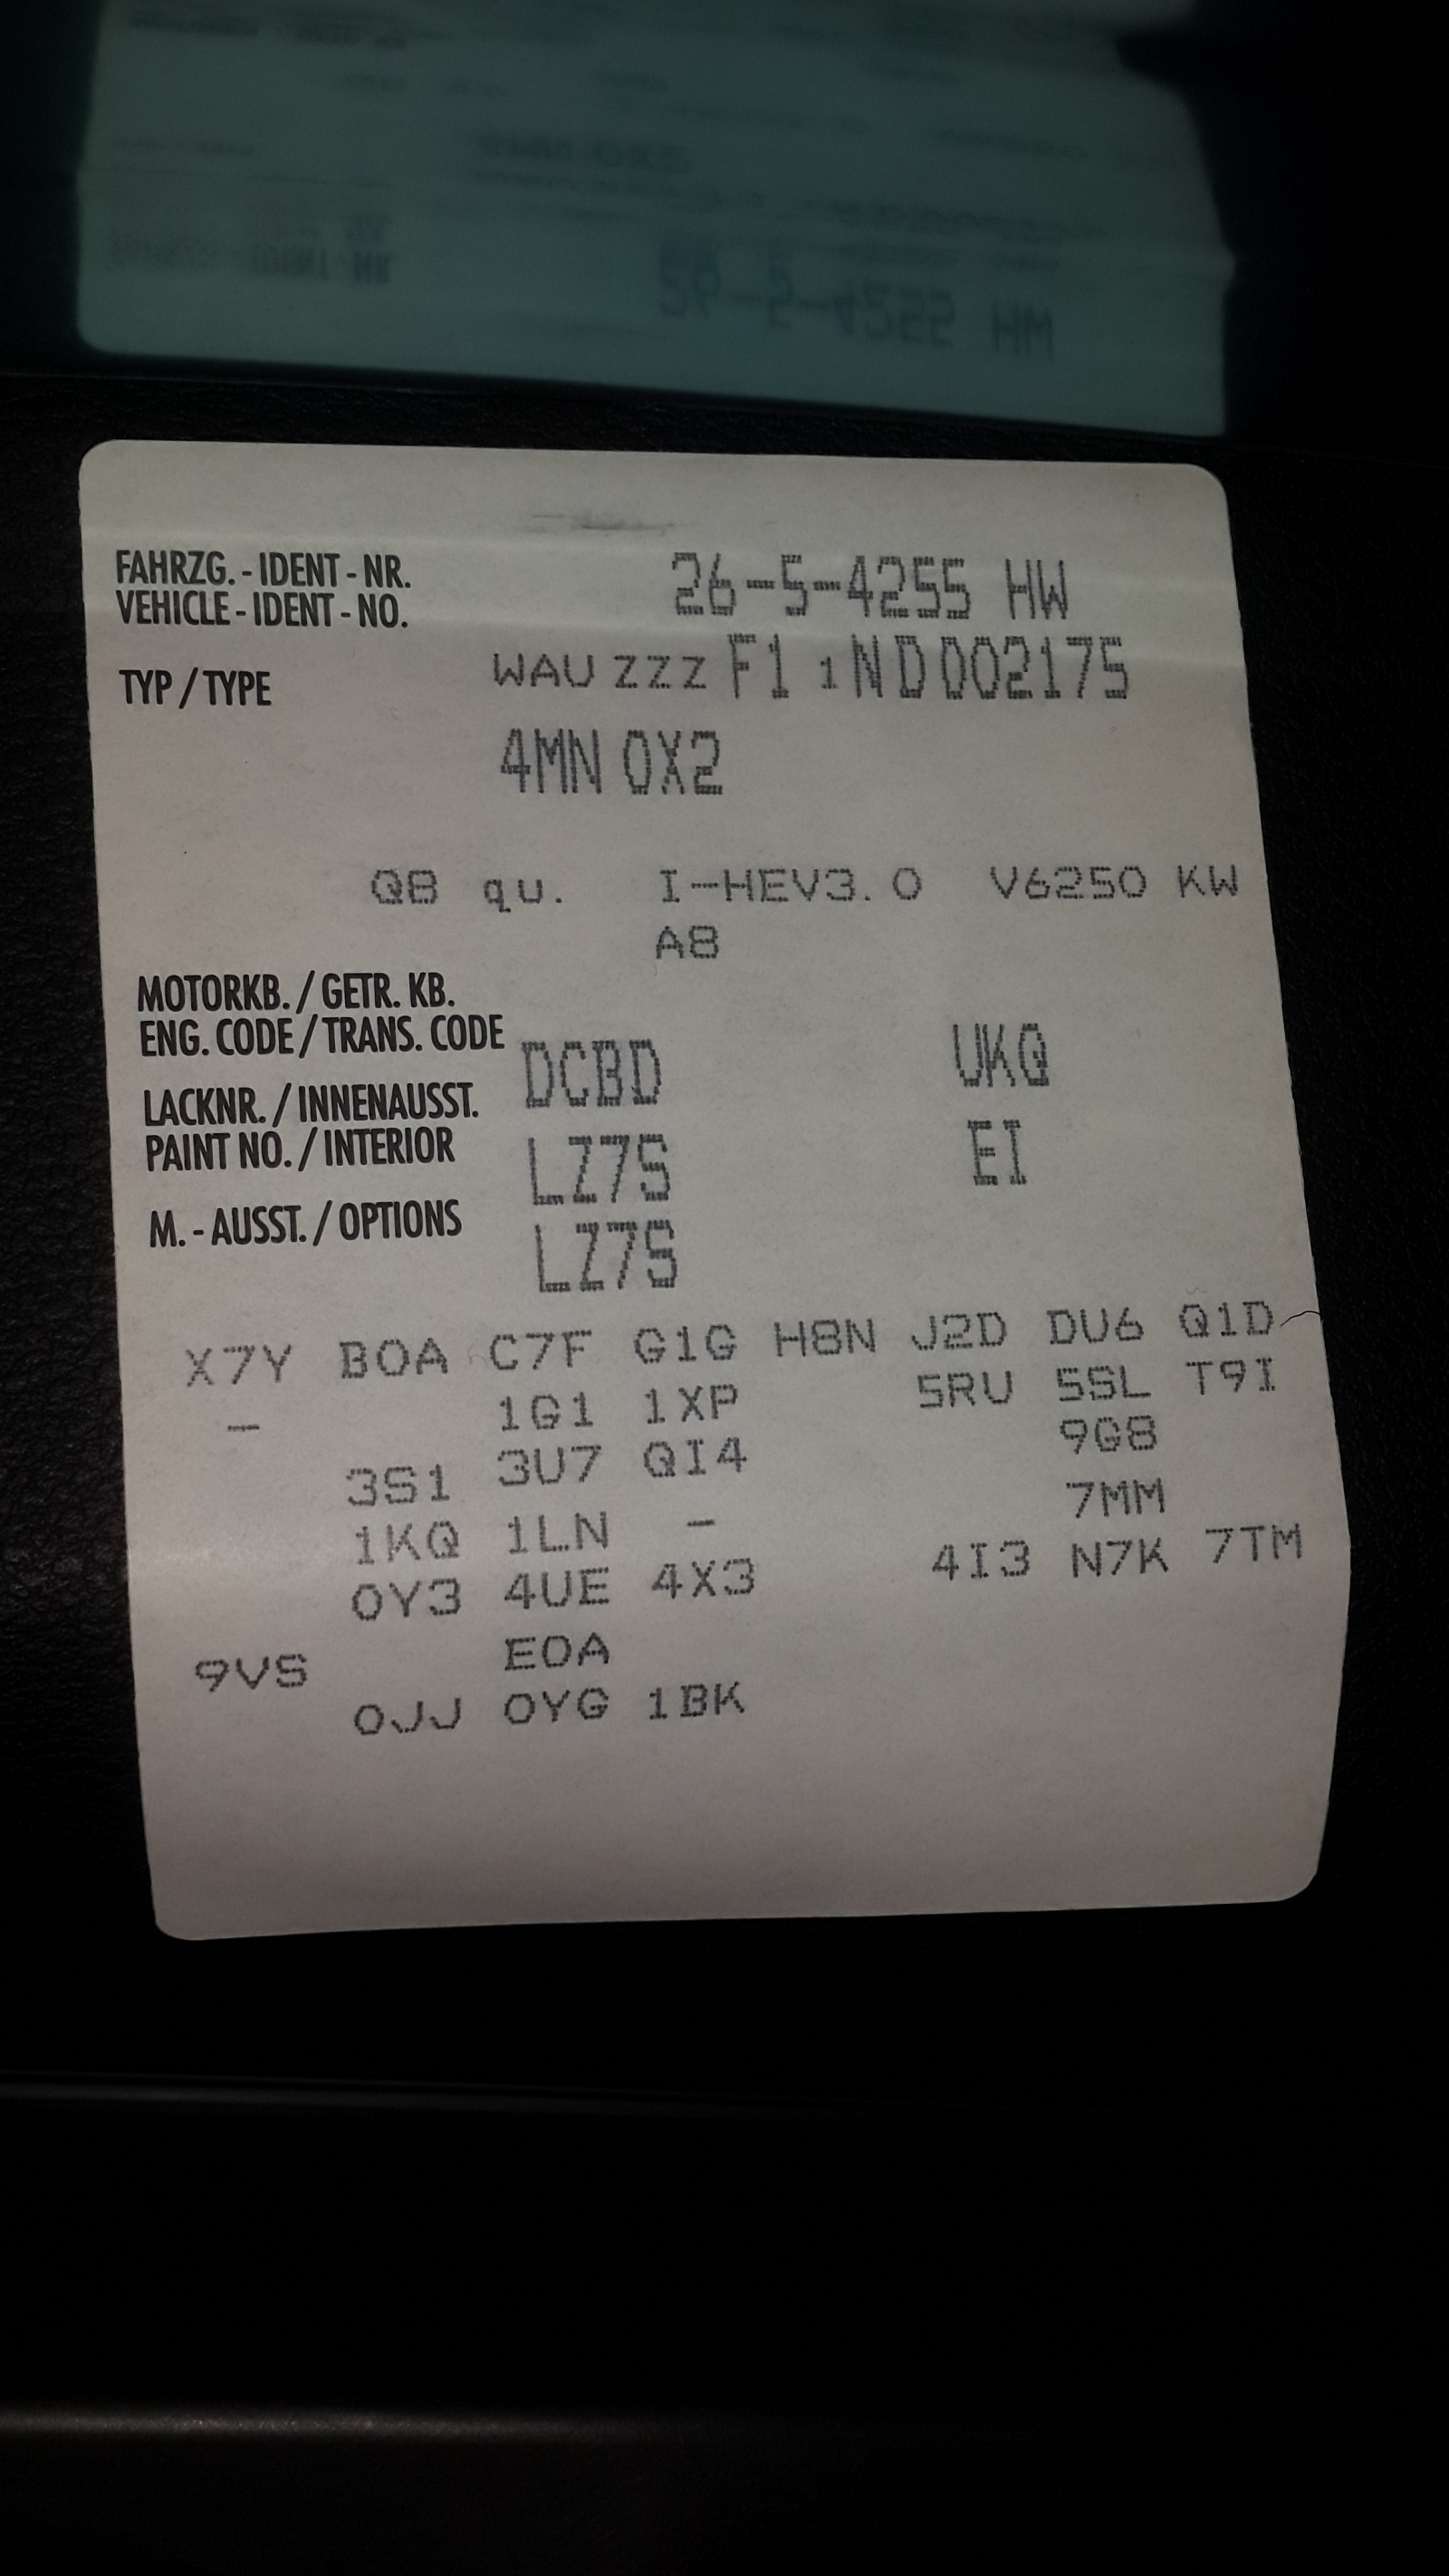 FAHRZG. - IDENT - NR.
VEHICLE - IDENT - NO.
26-5-4255 HW
WAUZZZF11ND002175
TYP / TYPE
4MN 0X2
Q8 qu. I-HEV3.0 V6250 KW
A8
MOTORKB. / GETR. KB.
ENG. CODE / TRANS. CODE
DCBD UKQ
LACKNR. / INNENAUSST.
PAINT NO. / INTERIOR
LZ7S EI
M. - AUSST. / OPTIONS
LZ7S
X7Y B0A C7F G1G H8N J2D DU6 Q1D
- 1G1 1XP 5RU 5SL T9I
3S1 3U7 QI4 9G8
1KQ 1LN - 7MM
0Y3 4UE 4X3 4I3 N7K 7TM
9VS E0A
0JJ 0YG 1BK